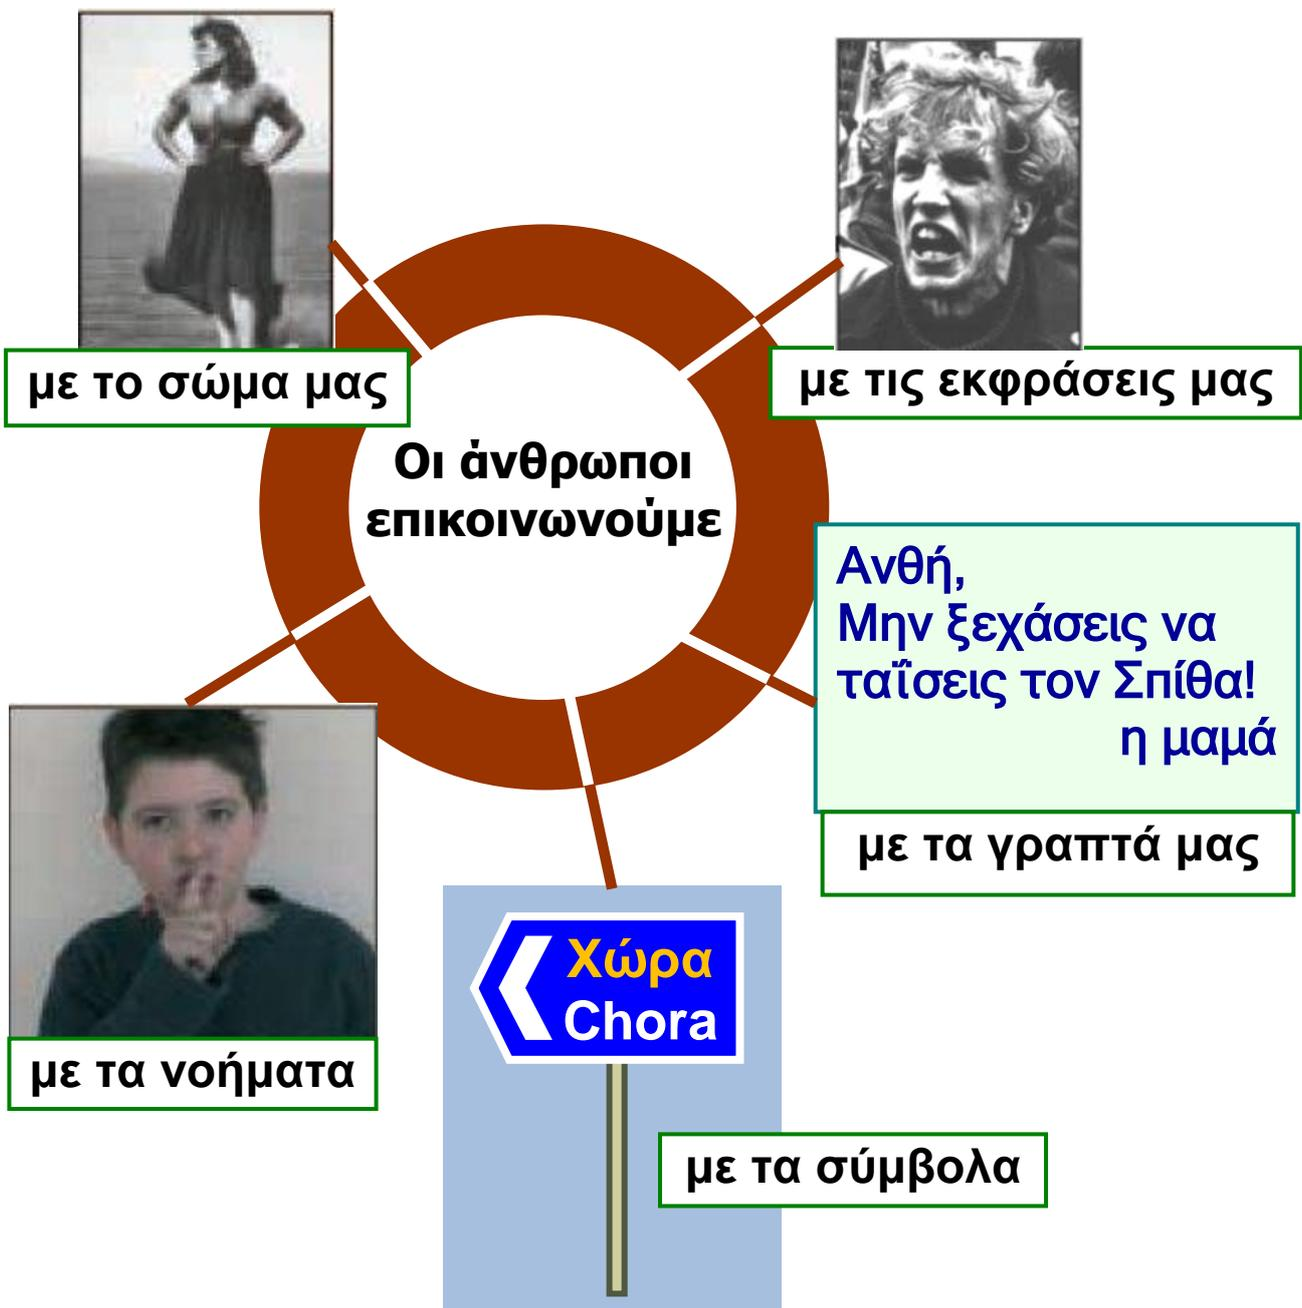 με το σώμα μας
με τις εκφράσεις μας
Οι άνθρωποι
επικοινωνούμε
Ανθή,
Μην ξεχάσεις να
ταΐσεις τον Σπίθα!
η μαμά
με τα γραπτά μας
με τα νοήματα
Χώρα
Chora
με τα σύμβολα